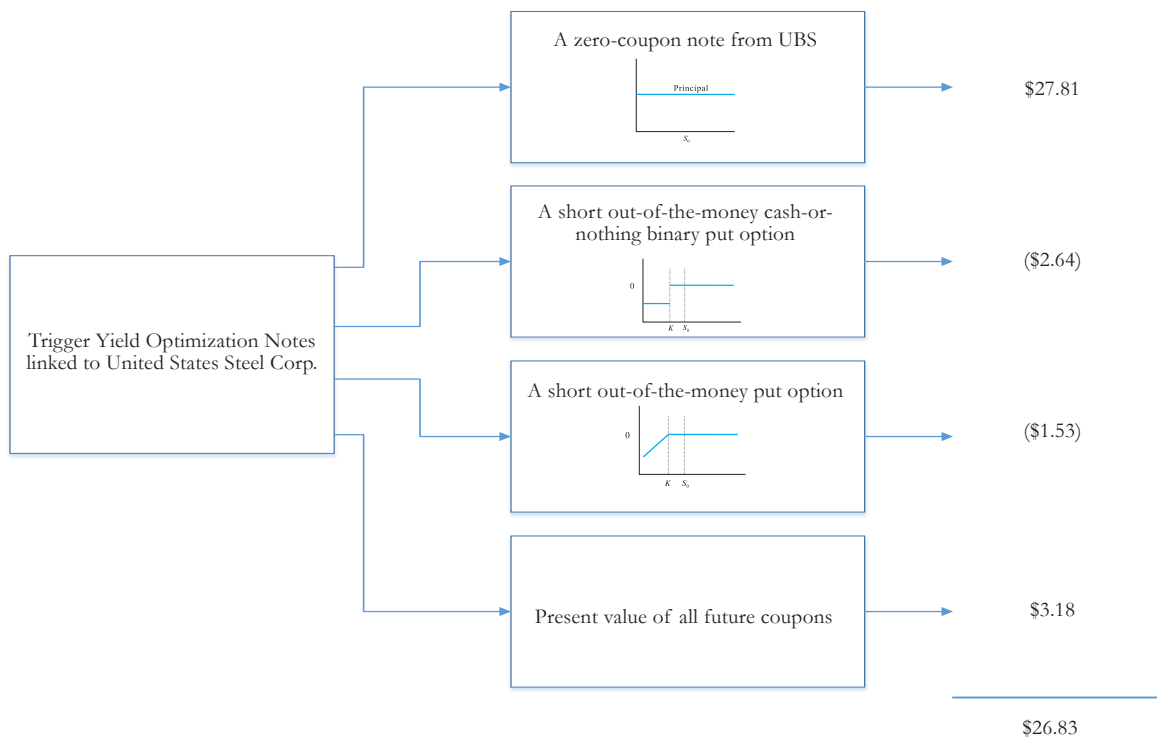 A zero-coupon note from UBS
Principal
S0
$27.81
A short out-of-the-money cash-or-
nothing binary put option
0
K S0
($2.64)
Trigger Yield Optimization Notes
linked to United States Steel Corp.
A short out-of-the-money put option
0
K S0
($1.53)
Present value of all future coupons
$3.18
$26.83